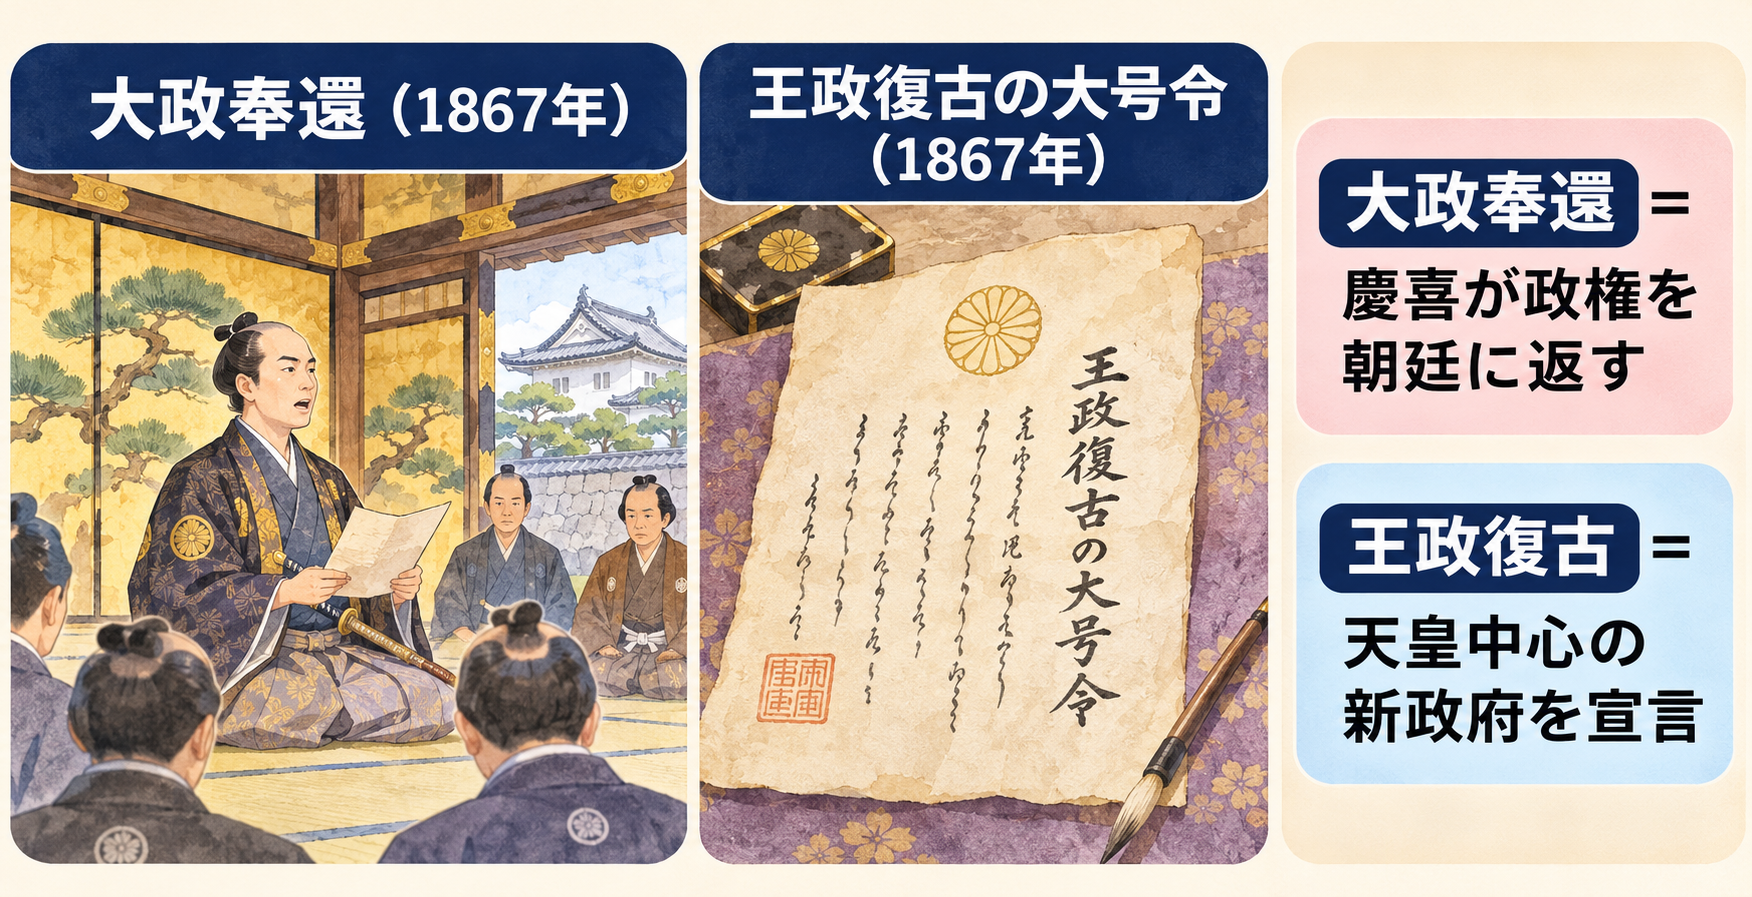 大政奉還（1867年）
王政復古の大号令
（1867年）
王政復古の大号令
大政奉還＝
慶喜が政権を
朝廷に返す
王政復古＝
天皇中心の
新政府を宣言